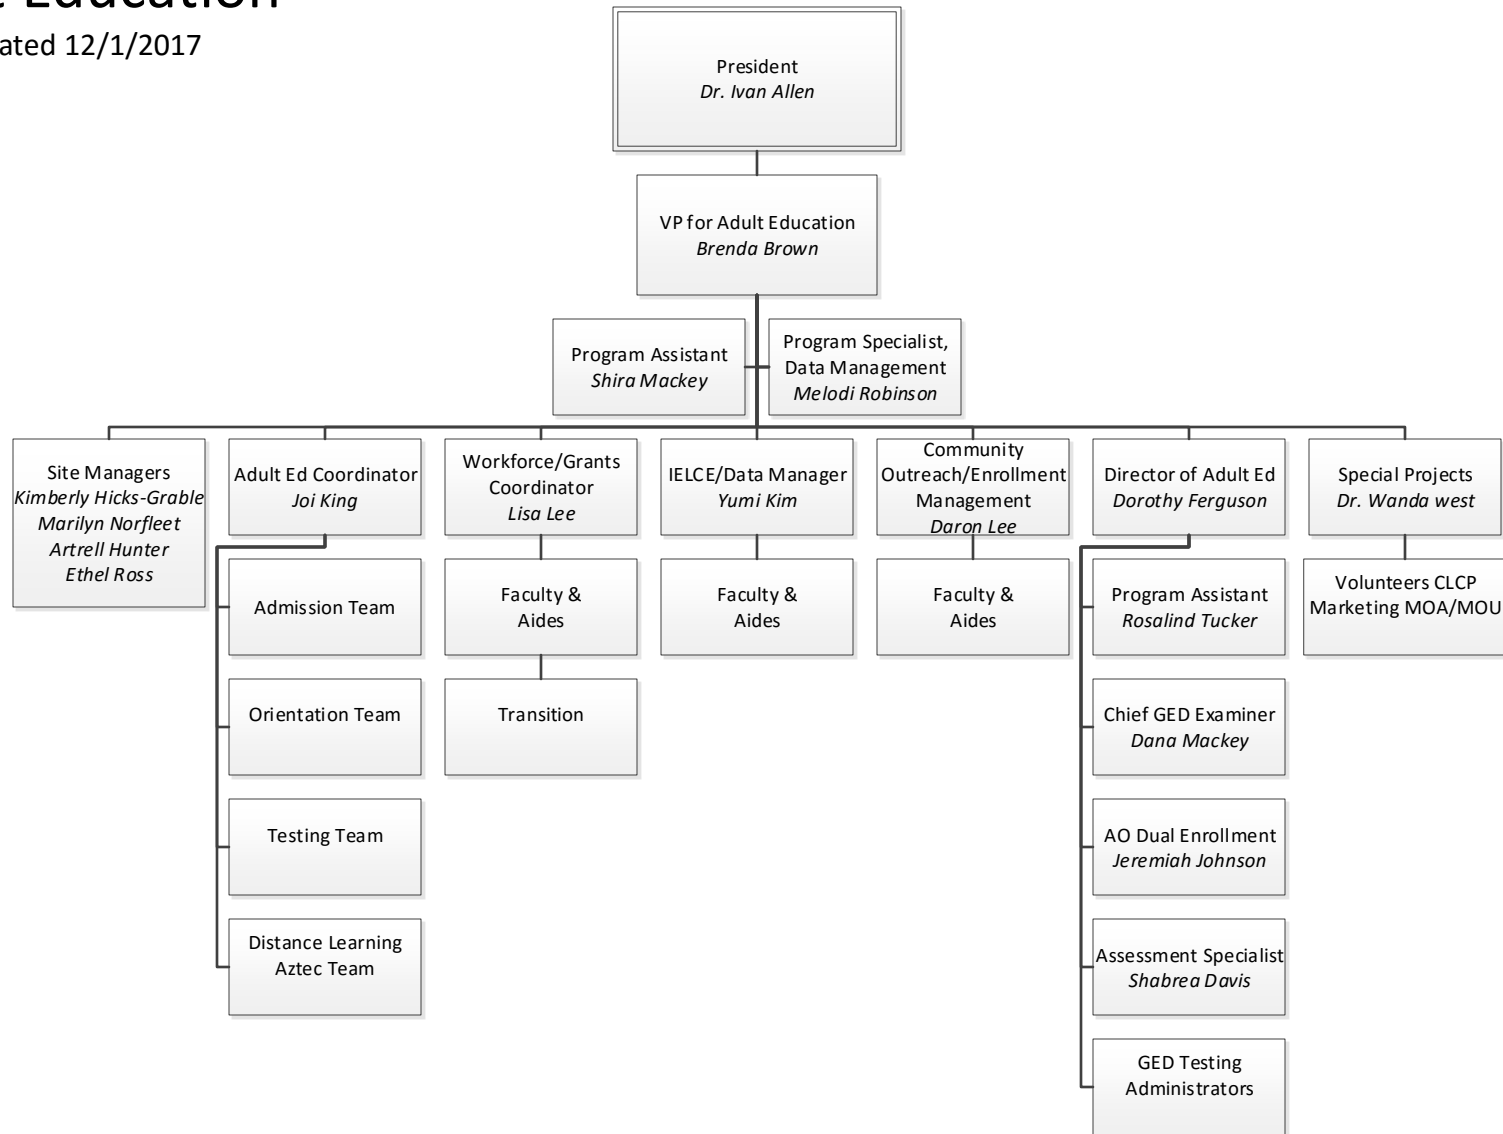 Education
ated 12/1/2017
President
Dr. Ivan Allen
VP for Adult Education
Brenda Brown
Program Assistant
Shira Mackey
Program Specialist,
Data Management
Melodi Robinson
Site Managers
Kimberly Hicks-Grable
Marilyn Norfleet
Artrell Hunter
Ethel Ross
Adult Ed Coordinator
Joi King
Workforce/Grants
Coordinator
Lisa Lee
IELCE/Data Manager
Yumi Kim
Community
Outreach/Enrollment
Management
Daron Lee
Director of Adult Ed
Dorothy Ferguson
Special Projects
Dr. Wanda west
Admission Team
Faculty &
Aides
Faculty &
Aides
Faculty &
Aides
Program Assistant
Rosalind Tucker
Volunteers CLCP
Marketing MOA/MOU
Orientation Team
Transition
Chief GED Examiner
Dana Mackey
Testing Team
AO Dual Enrollment
Jeremiah Johnson
Distance Learning
Aztec Team
Assessment Specialist
Shabrea Davis
GED Testing
Administrators